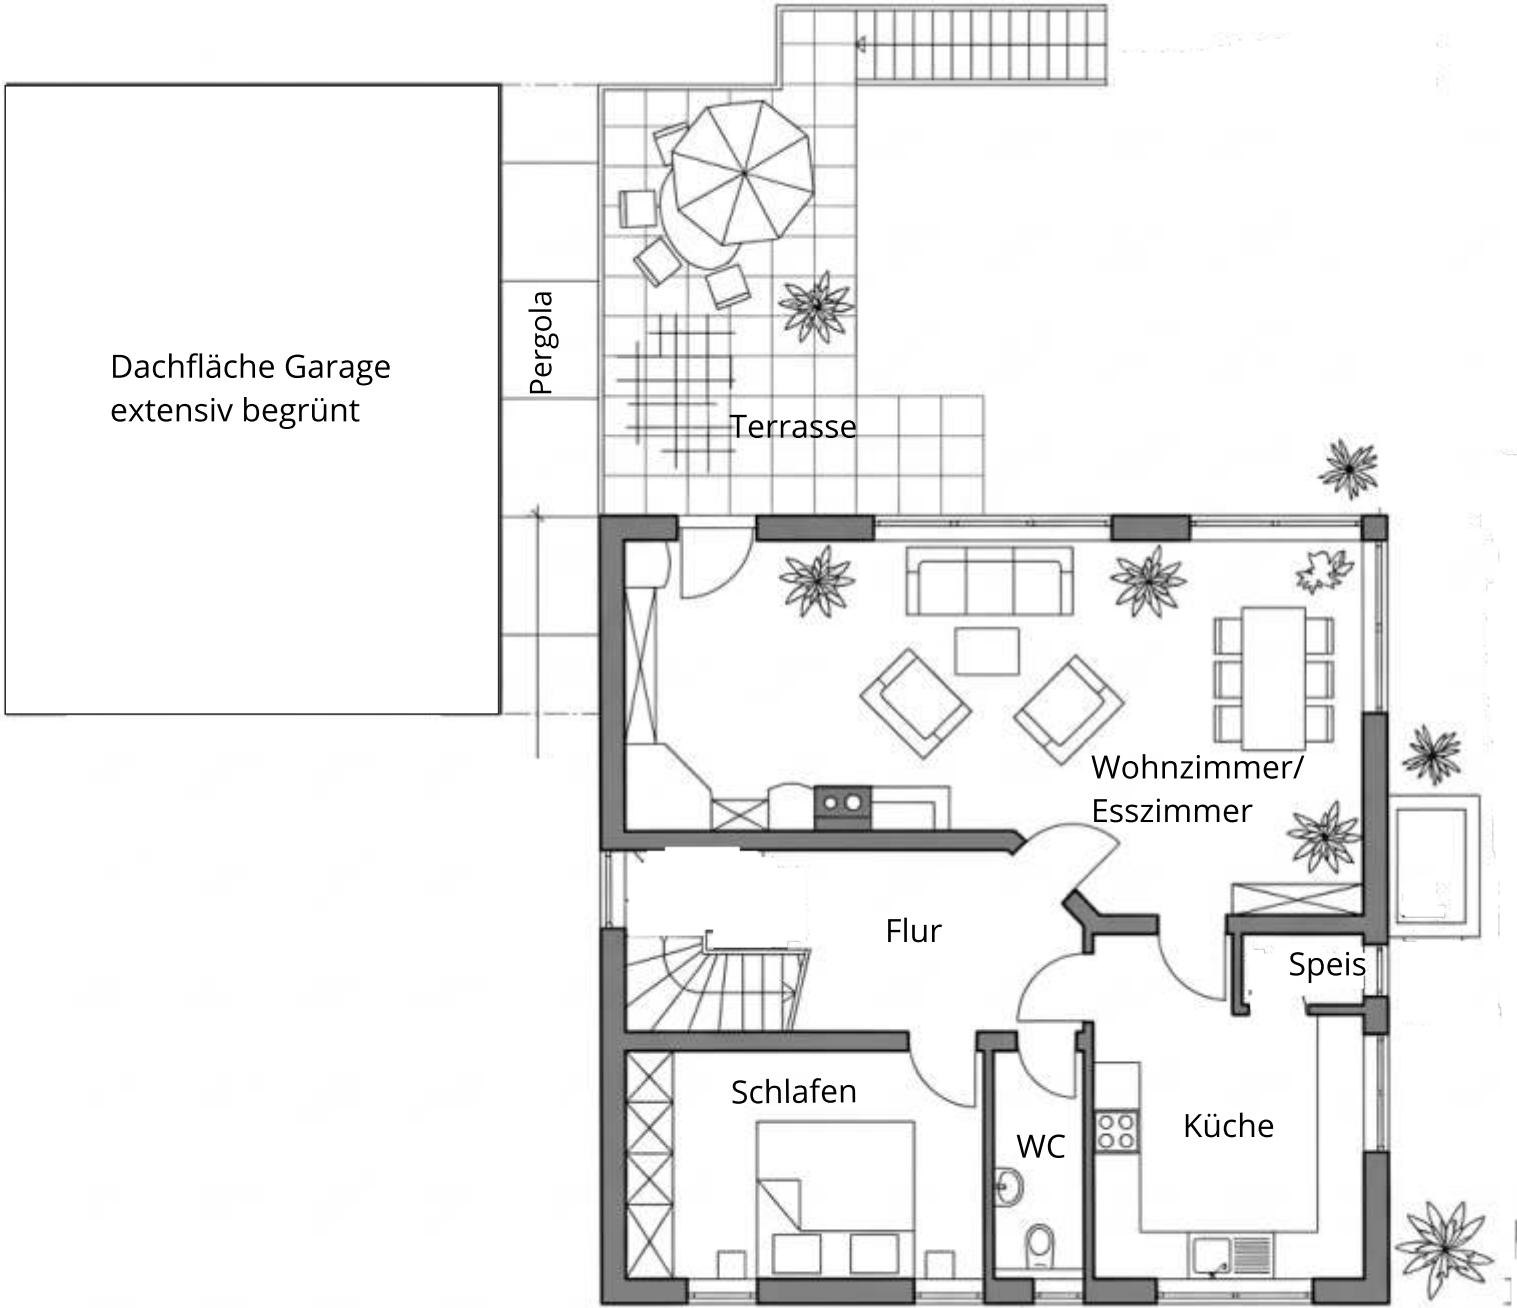 Dachfläche Garage
extensiv begrünt
Pergola
Terrasse
Wohnzimmer/
Esszimmer
Flur
Speis
Schlafen
WC
Küche